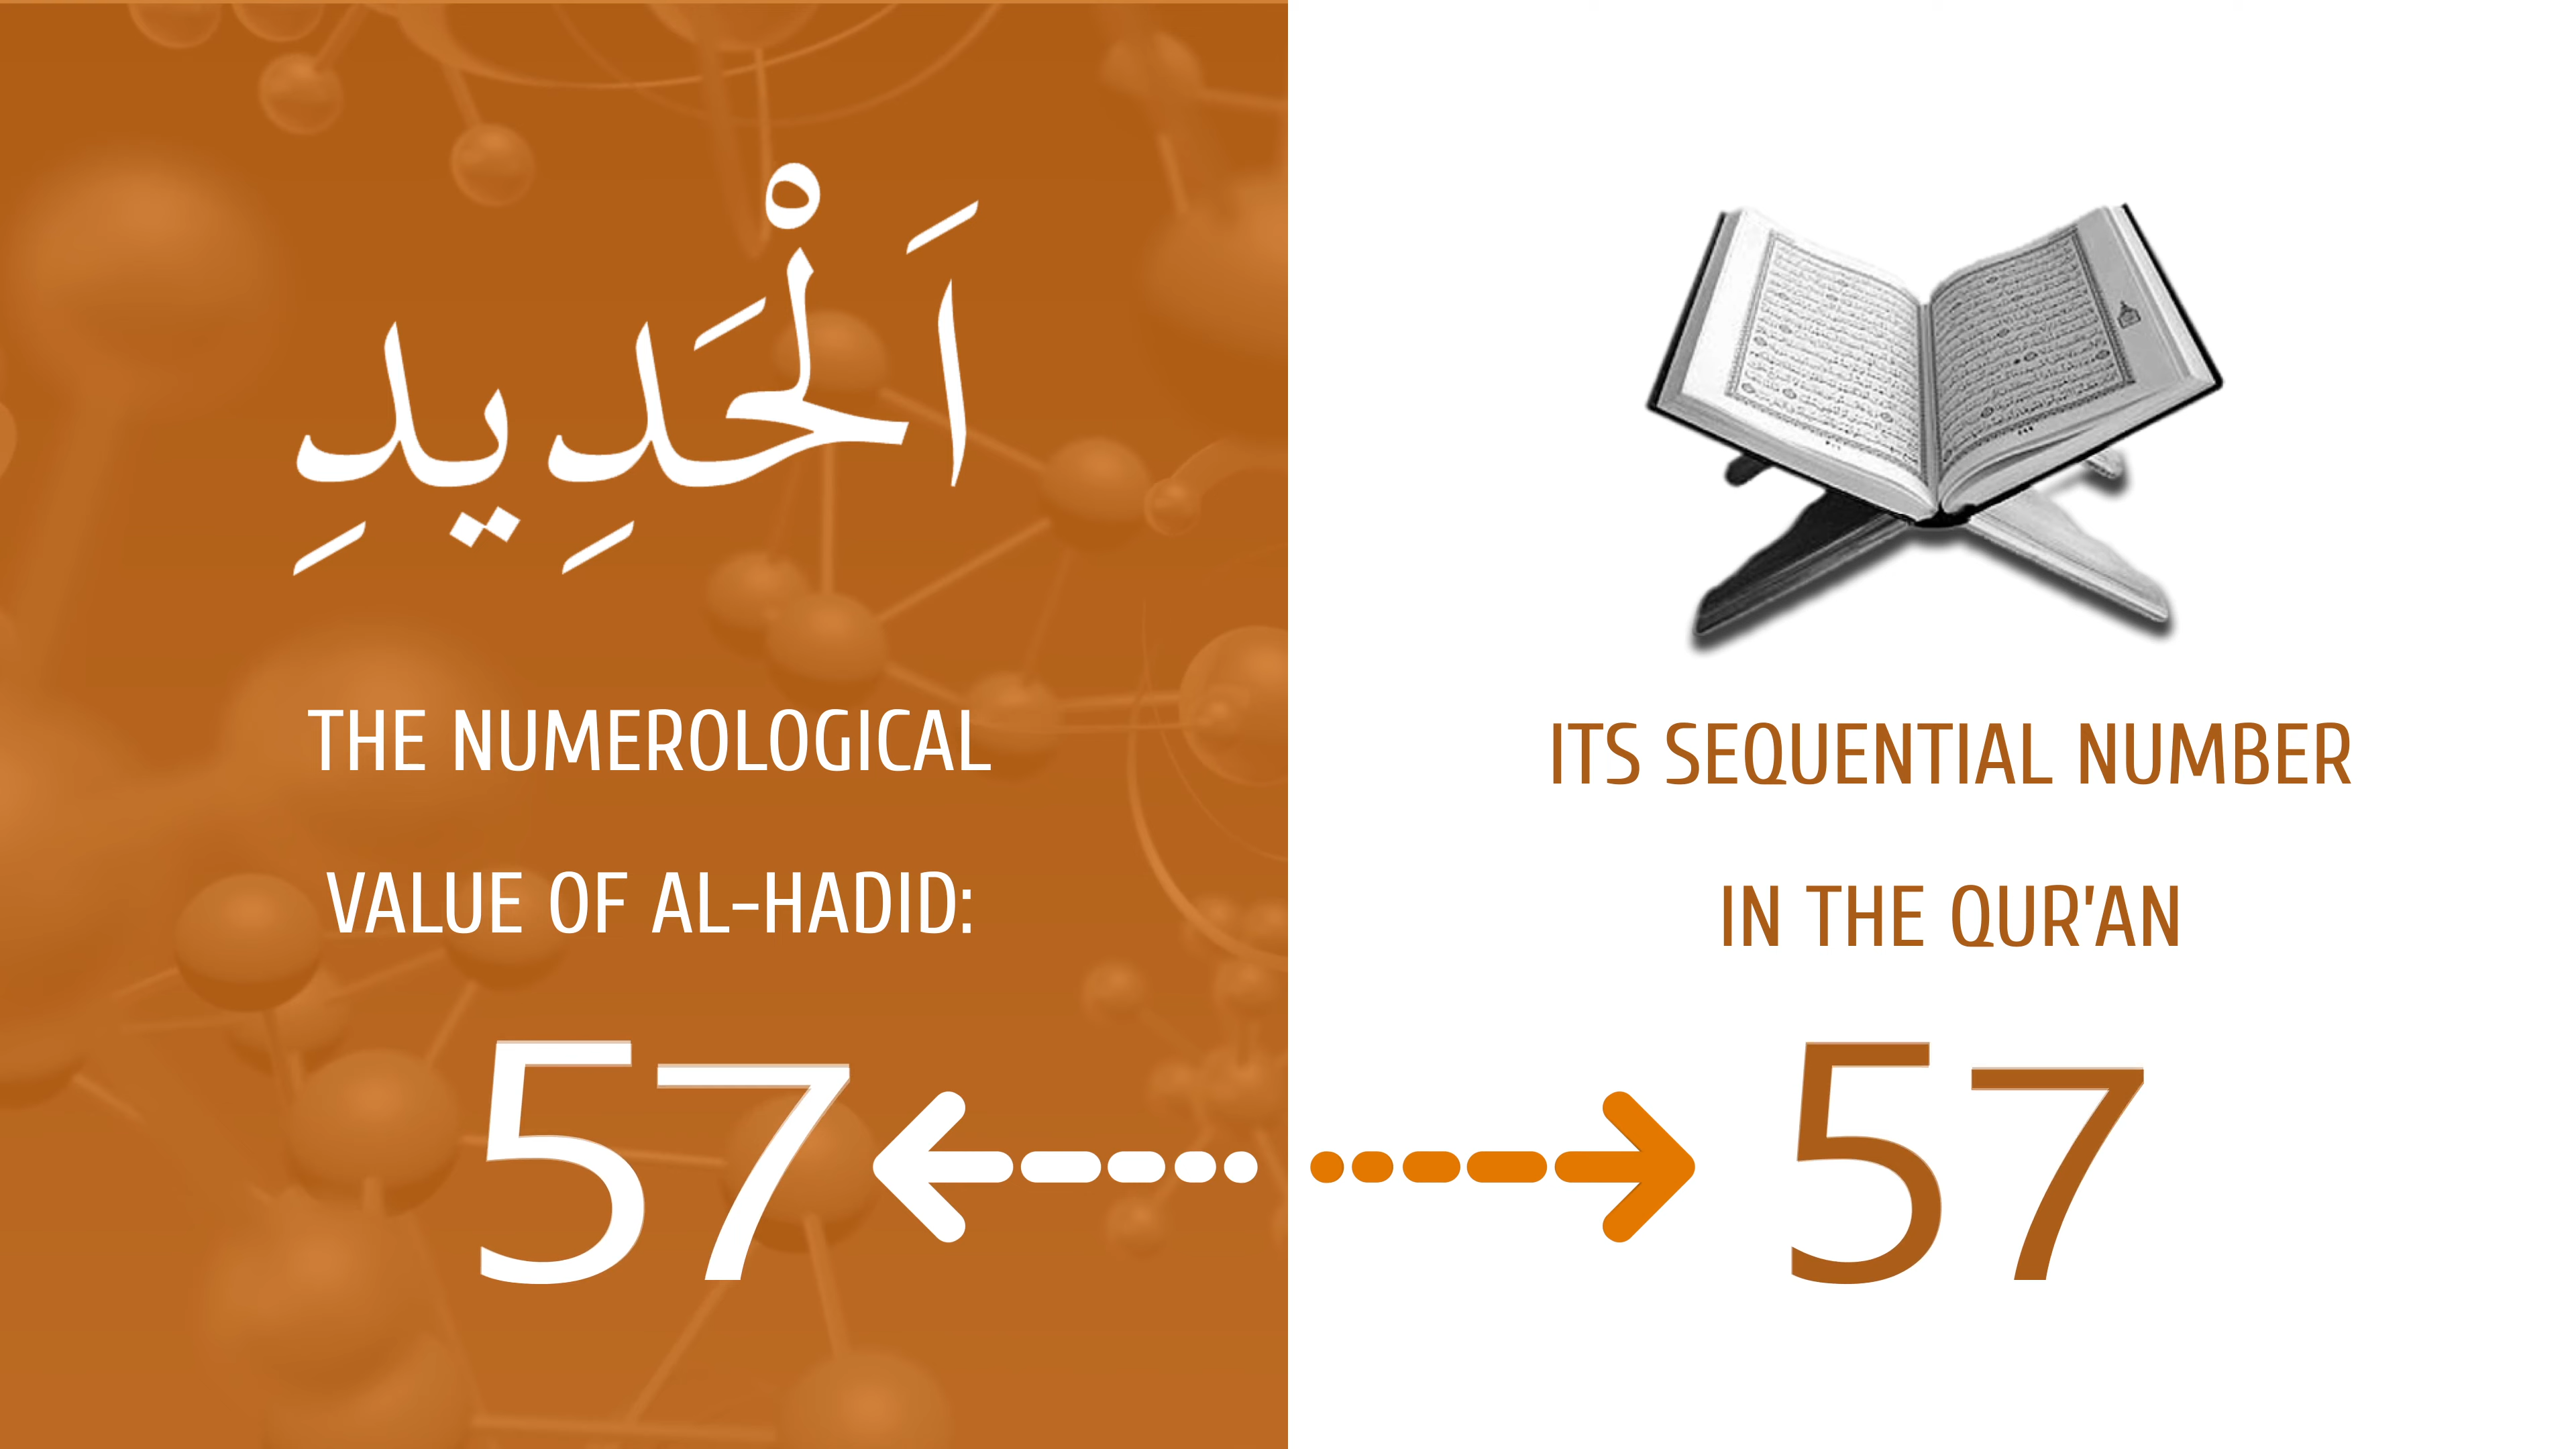 اَلْحَدِيدِ
THE NUMEROLOGICAL
VALUE OF AL-HADID:
57
ITS SEQUENTIAL NUMBER
IN THE QUR'AN
57